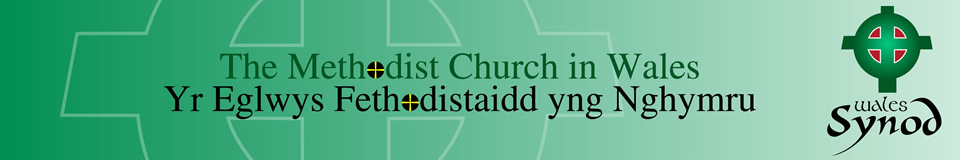 The Methodist Church in Wales
Yr Eglwys Fethodistaidd yng Nghymru
wales
Synod